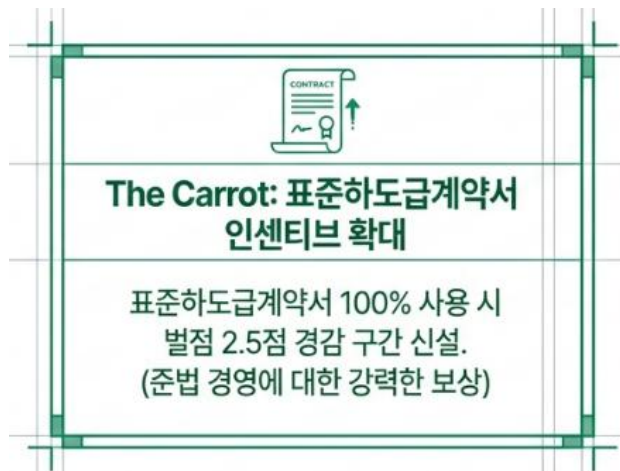 CONTRACT
The Carrot: 표준하도급계약서
인센티브 확대
표준하도급계약서 100% 사용 시
벌점 2.5점 경감 구간 신설.
(준법 경영에 대한 강력한 보상)